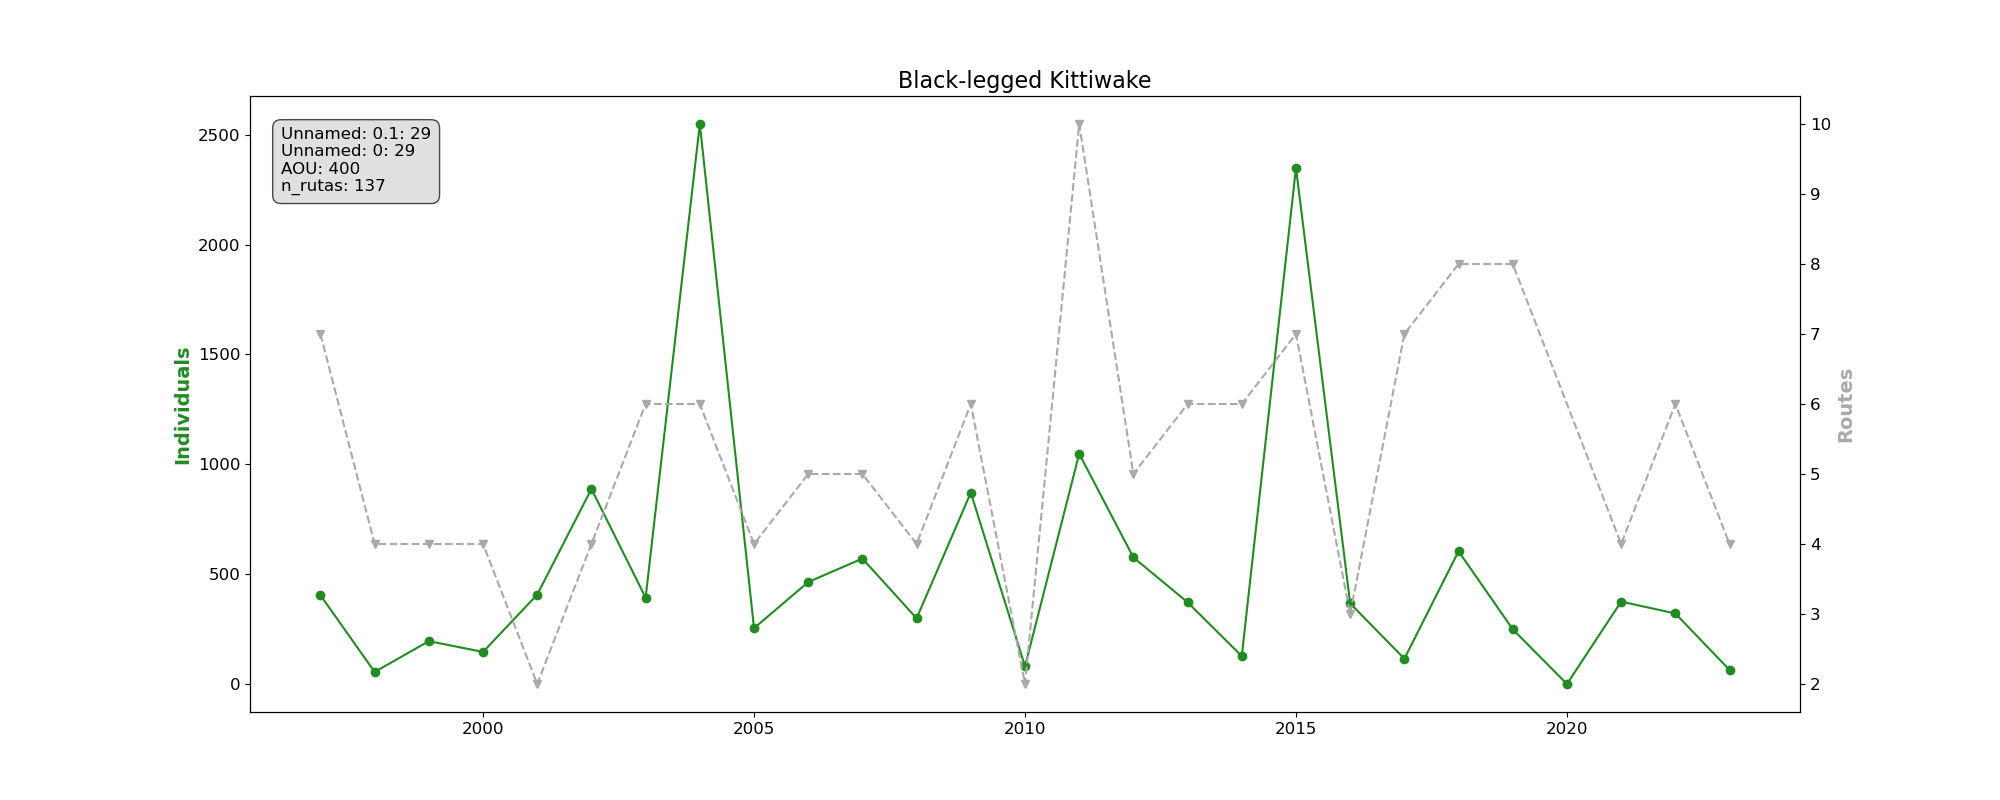 Black-legged Kittiwake
Unnamed: 0.1: 29
Unnamed: 0: 29
AOU: 400
n_rutas: 137
2500
2000
1500
1000
500
0
Individuals
10
9
8
7
6
5
4
3
2
Routes
2000
2005
2010
2015
2020